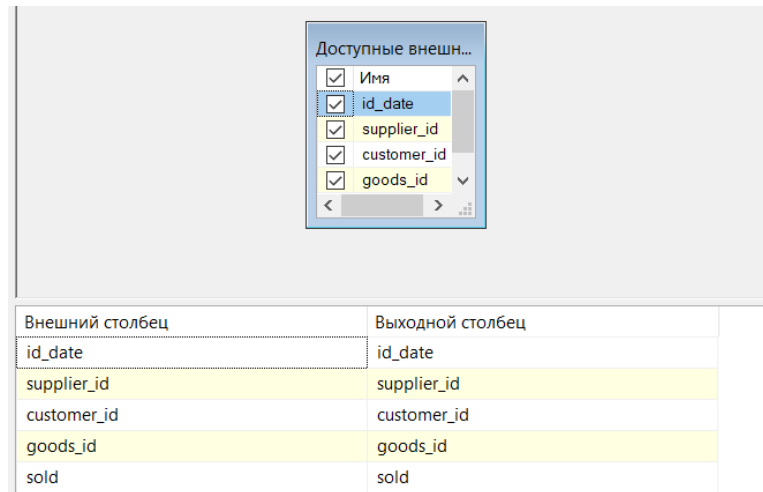 Доступные внешн...
Имя
id_date
supplier_id
customer_id
goods_id
Внешний столбец Выходной столбец
id_date id_date
supplier_id supplier_id
customer_id customer_id
goods_id goods_id
sold sold